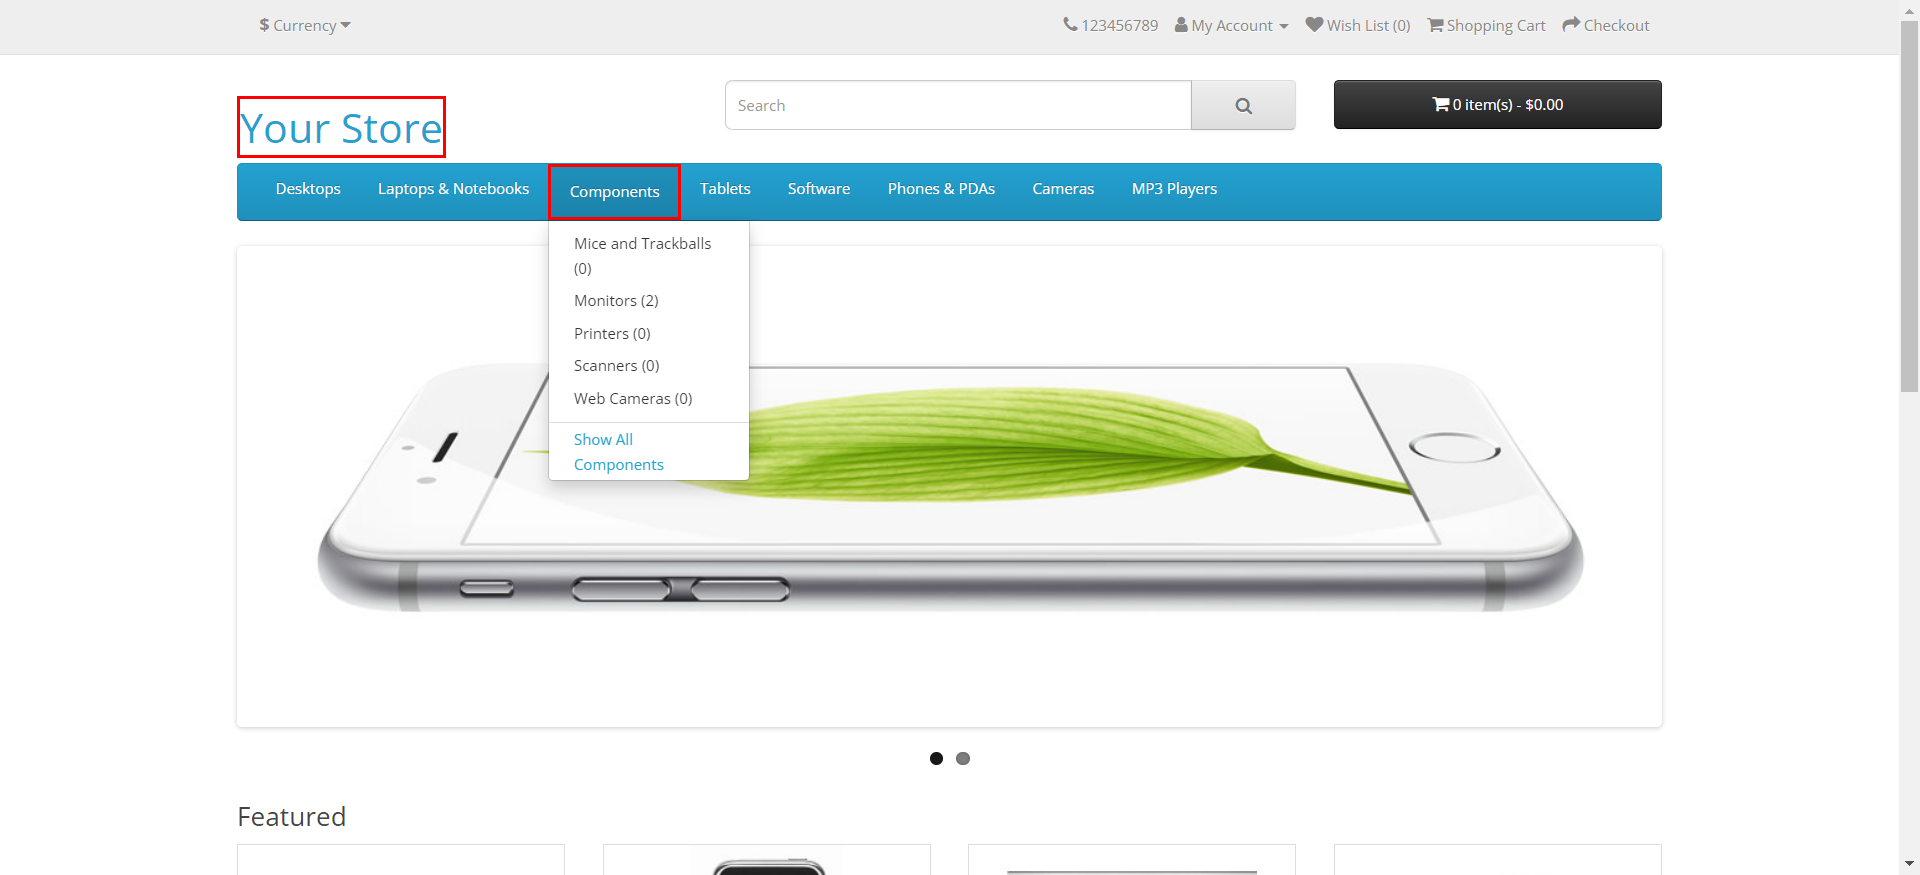 $ Currency
123456789 My Account Wish List (0) Shopping Cart Checkout
Your Store
Search
0 item(s) - $0.00
Desktops Laptops & Notebooks Components Tablets Software Phones & PDAs Cameras MP3 Players
Mice and Trackballs
(0)
Monitors (2)
Printers (0)
Scanners (0)
Web Cameras (0)
Show All
Components
Featured